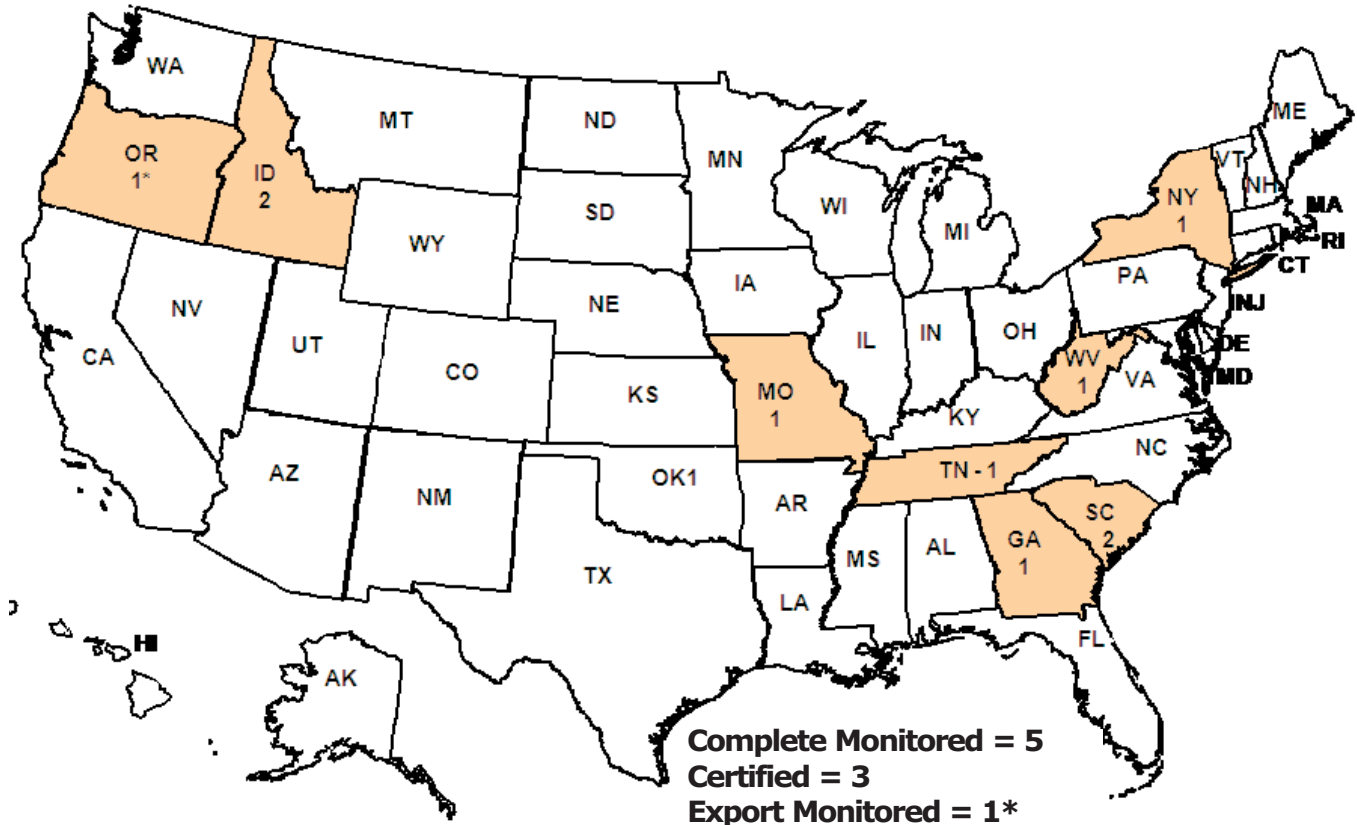 WA
MT
ND
MN
ME
OR
1*
ID
2
VT
NH
NY
1
MA
RI
CT
WI
SD
MI
WY
IA
PA
NE
NV
INJ
IL
IN
OH
UT
DE
CA
CO
WV
1
VA
MD
KS
MO
1
KY
AZ
OK1
TN - 1
NC
NM
AR
SC
2
MS
AL
GA
1
TX
LA
FL
HI
AK
Complete Monitored = 5
Certified = 3
Export Monitored = 1*